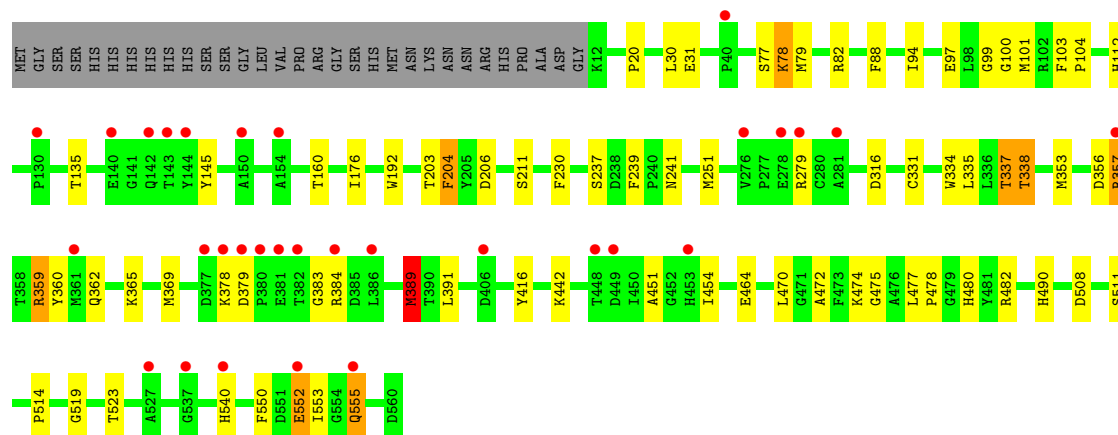 MET GLY SER SER HIS HIS HIS HIS HIS HIS SER SER GLY LEU VAL PRO ARG GLY SER HIS MET ASN LYS ASN ASN ARG HIS PRO ALA ASP GLY K12 P20 L30 E31 P40 S77 K78 M79 R82 F88 I94 E97 L98 G99 G100 M101 R102 F103 P104 H112
P130 T135 E140 G141 Q142 T143 Y144 Y145 A150 A154 T160 I176 W192 T203 F204 Y205 D206 S211 F230 S237 D238 F239 P240 N241 M251 V276 P277 E278 R279 C280 A281 D316 C331 W334 L335 L336 T337 T338 M353 D356 R357
T358 R359 Y360 M361 Q362 K365 M369 D377 K378 D379 P380 E381 T382 G383 R384 D385 L386 M389 T390 L391 D406 Y416 K442 T448 D449 I450 A451 G452 H453 I454 E464 L470 G471 A472 F473 K474 G475 A476 L477 P478 G479 H480 Y481 R482 H490 D508 S511
P514 G519 T523 A527 G537 H540 F550 D551 E552 I553 G554 Q555 D560